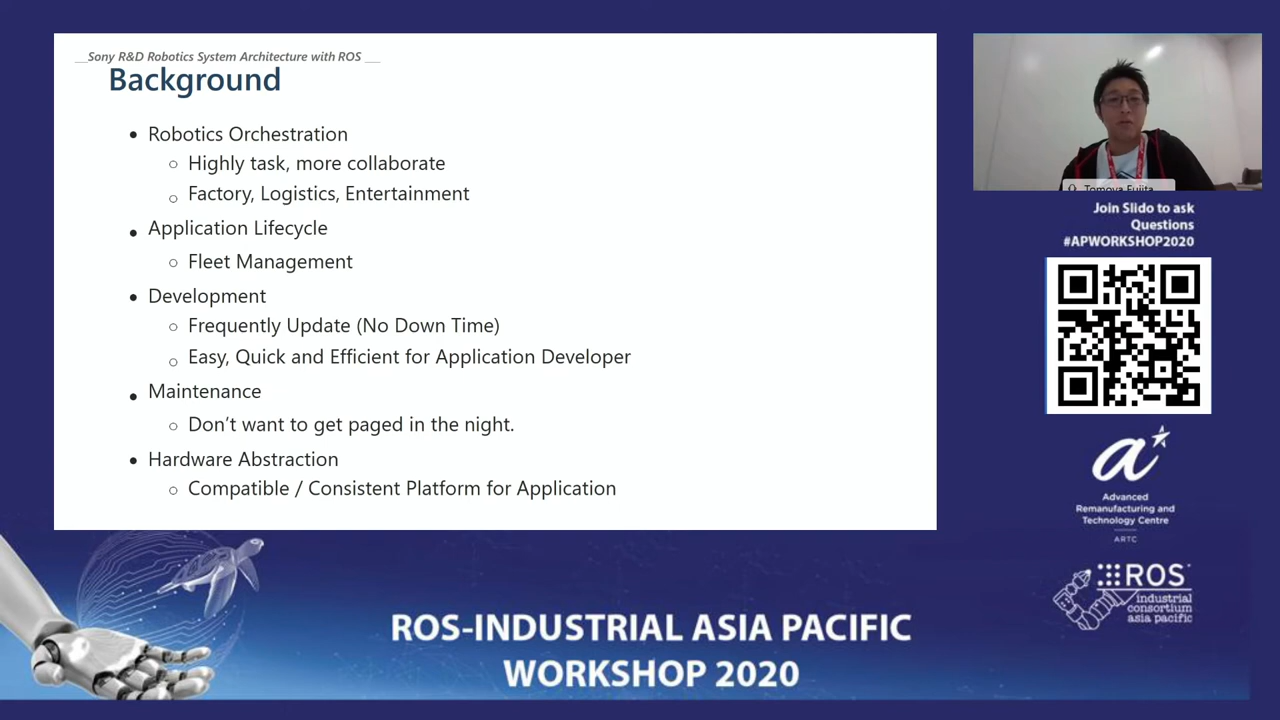 Sony R&D Robotics System Architecture with ROS
Background
Robotics Orchestration
Highly task, more collaborate
Factory, Logistics, Entertainment
Application Lifecycle
Fleet Management
Development
Frequently Update (No Down Time)
Easy, Quick and Efficient for Application Developer
Maintenance
Don’t want to get paged in the night.
Hardware Abstraction
Compatible / Consistent Platform for Application
Tomoya Fujita
Join Slido to ask
Questions
#APWORKSHOP2020
a
Advanced
Remanufacturing and
Technology Centre
ARTC
ROS
industrial
consortium
asia pacific
ROS-INDUSTRIAL ASIA PACIFIC
WORKSHOP 2020